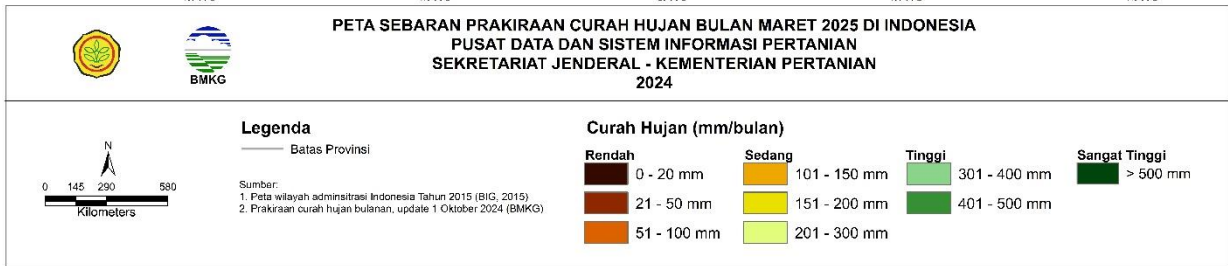 PETA SEBARAN PRAKIRAAN CURAH HUJAN BULAN MARET 2025 DI INDONESIA
PUSAT DATA DAN SISTEM INFORMASI PERTANIAN
SEKRETARIAT JENDERAL - KEMENTERIAN PERTANIAN
2024
BMKG
N
0 145 290 580
Kilometers
Legenda
Batas Provinsi
Sumber:
1. Peta wilayah adminsitrasi Indonesia Tahun 2015 (BIG, 2015)
2. Prakiraan curah hujan bulanan, update 1 Oktober 2024 (BMKG)
Curah Hujan (mm/bulan)
Rendah
0 - 20 mm
21 - 50 mm
51 - 100 mm
Sedang
101 - 150 mm
151 - 200 mm
201 - 300 mm
Tinggi
301 - 400 mm
401 - 500 mm
Sangat Tinggi
> 500 mm